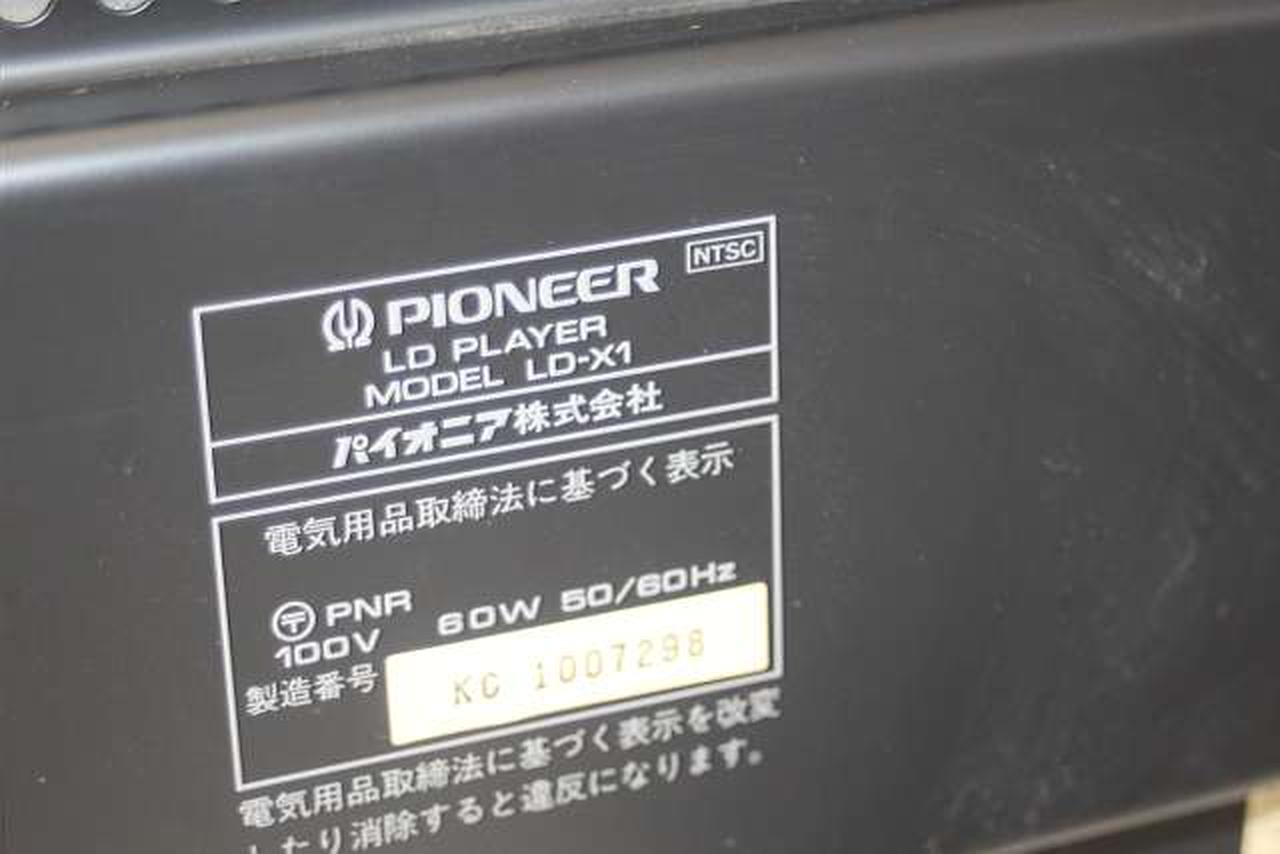 NTSC
PIONEER
LD PLAYER
MODEL LD-X1
パイオニア株式会社
電気用品取締法に基づく表示
〒 PNR
100V 60W 50/60Hz
製造番号 KC 1007298
電気用品取締法に基づく表示を改変
したり消除すると違反になります。